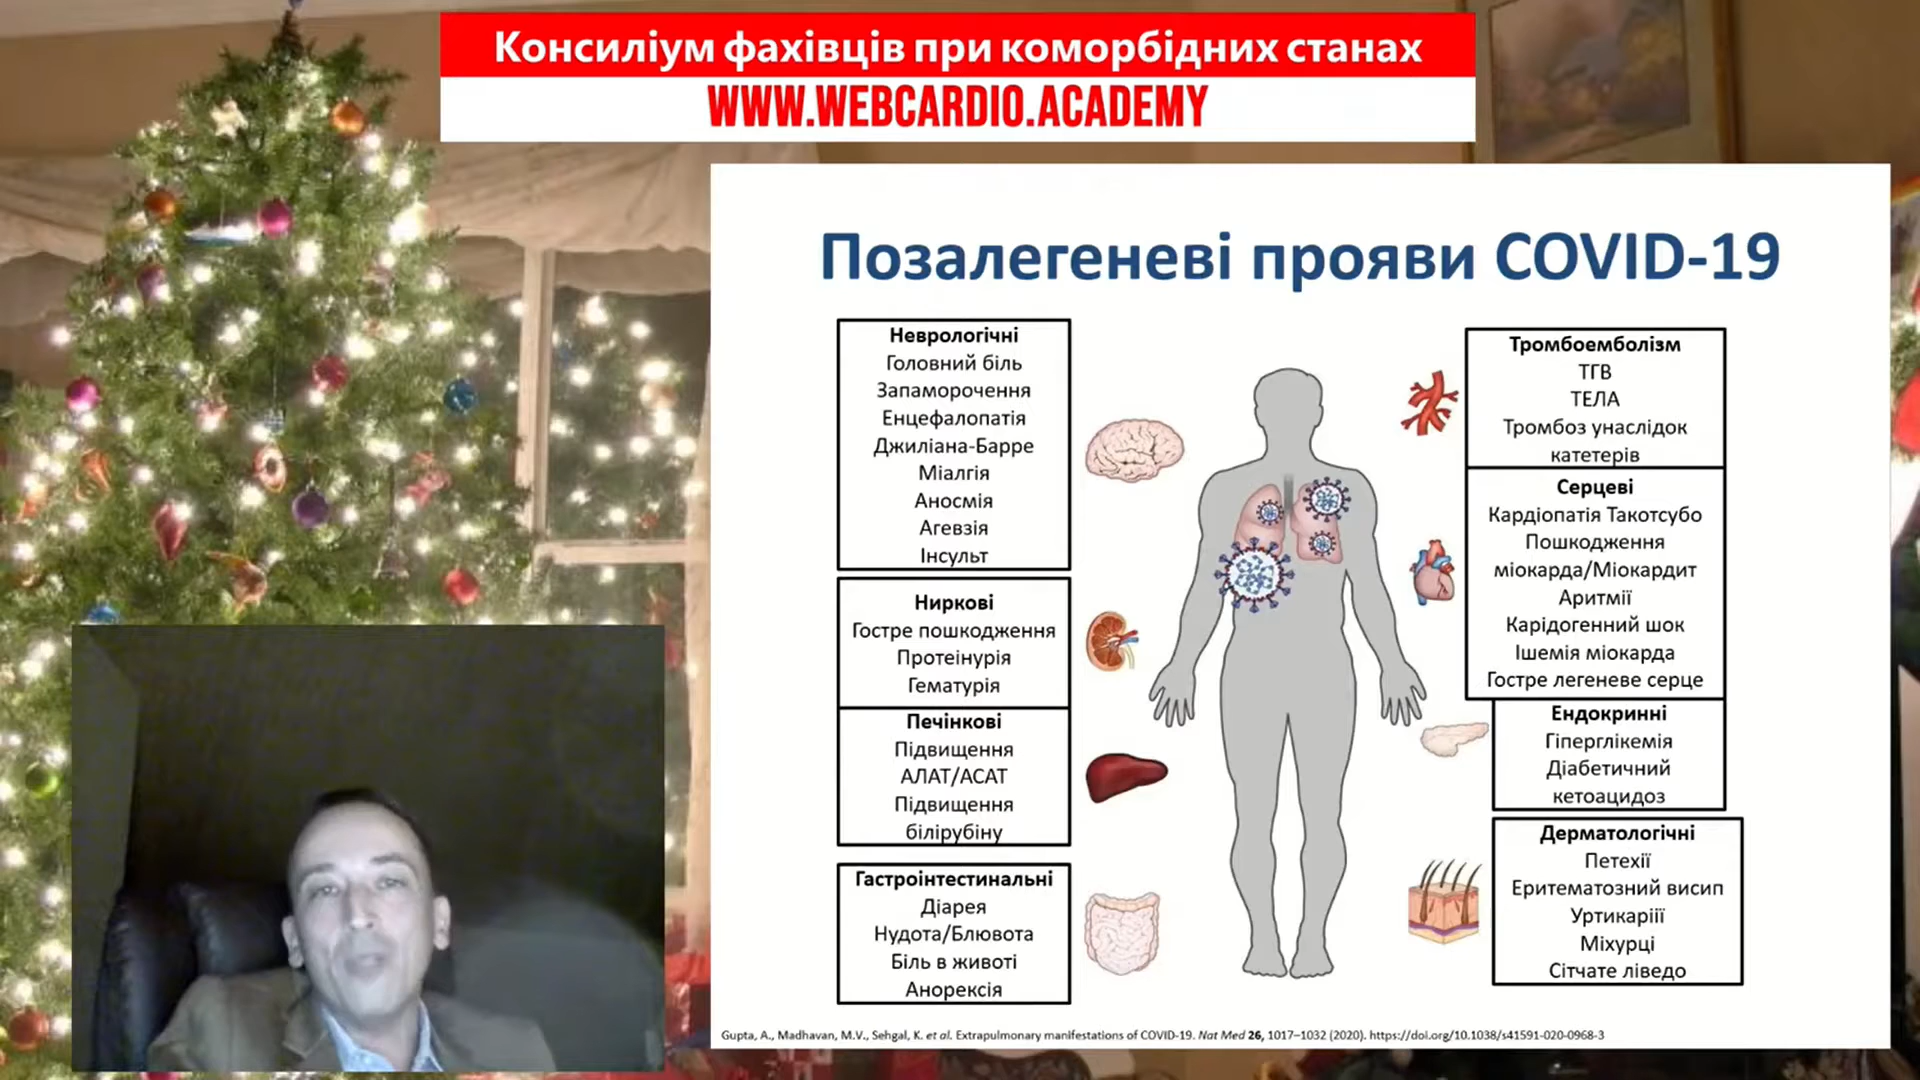 Консиліум фахівців при коморбідних станах
WWW.WEBCARDIO.ACADEMY
Позалегеневі прояви COVID-19
Неврологічні
Головний біль
Запаморочення
Енцефалопатія
Джиліана-Барре
Міалгія
Аносмія
Агевзія
Інсульт
Ниркові
Гостре пошкодження
Протеінурія
Гематурія
Печінкові
Підвищення
АЛАТ/АСАТ
Підвищення
білірубіну
Гастроінтестинальні
Діарея
Нудота/Блювота
Біль в животі
Анорексія
Тромбоемболізм
ТГВ
ТЕЛА
Тромбоз унаслідок
катетерів
Серцеві
Кардіопатія Такотсубо
Пошкодження
міокарда/Міокардит
Аритмії
Карідогенний шок
Ішемія міокарда
Гостре легеневе серце
Ендокринні
Гіперглікемія
Діабетичний
кетоацидоз
Дерматологічні
Петехії
Еритематозний висип
Уртикаріії
Міхурці
Сітчате ліведо
Gupta, A., Madhavan, M.V., Sehgal, K. et al. Extrapulmonary manifestations of COVID-19. Nat Med 26, 1017–1032 (2020). https://doi.org/10.1038/s41591-020-0968-3